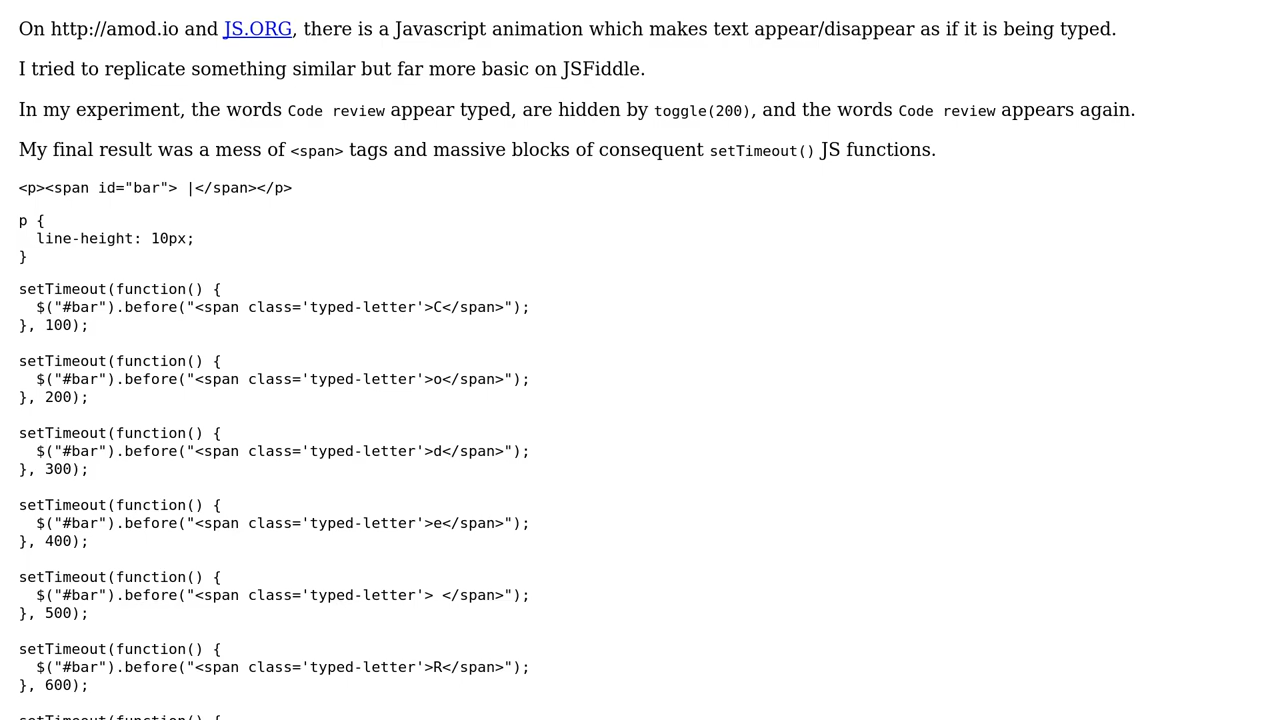 On http://amod.io and JS.ORG, there is a Javascript animation which makes text appear/disappear as if it is being typed.
I tried to replicate something similar but far more basic on JSFiddle.
In my experiment, the words Code review appear typed, are hidden by toggle(200), and the words Code review appears again.
My final result was a mess of <span> tags and massive blocks of consequent setTimeout() JS functions.
<p><span id="bar"> |</span></p>
p {
  line-height: 10px;
}
setTimeout(function() {
  $("#bar").before("<span class='typed-letter'>C</span>");
}, 100);
setTimeout(function() {
  $("#bar").before("<span class='typed-letter'>o</span>");
}, 200);
setTimeout(function() {
  $("#bar").before("<span class='typed-letter'>d</span>");
}, 300);
setTimeout(function() {
  $("#bar").before("<span class='typed-letter'>e</span>");
}, 400);
setTimeout(function() {
  $("#bar").before("<span class='typed-letter'> </span>");
}, 500);
setTimeout(function() {
  $("#bar").before("<span class='typed-letter'>R</span>");
}, 600);
setTimeout(function() {